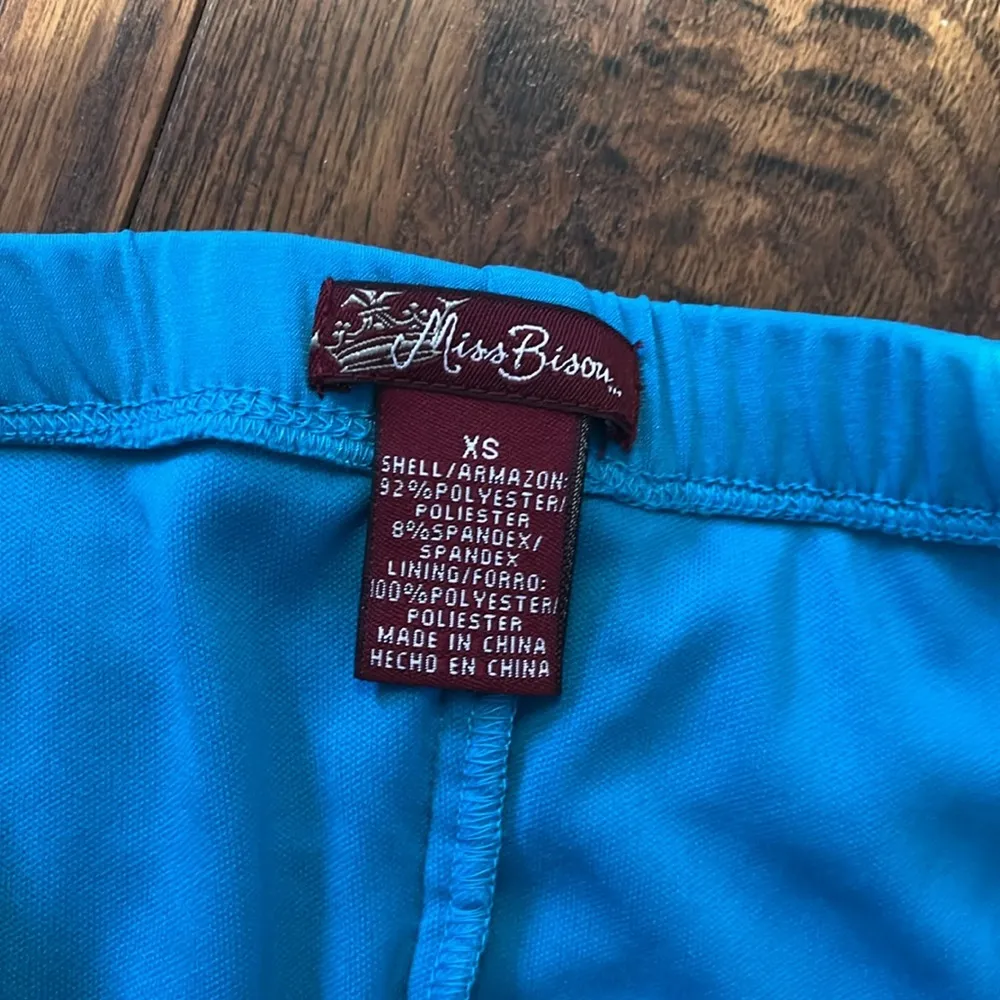 Miss Bisou...
XS
SHELL/ARMAZON:
92%POLYESTER/
POLIESTER
8%SPANDEX/
SPANDEX
LINING/FORRO:
100%POLYESTER/
POLIESTER
MADE IN CHINA
HECHO EN CHINA